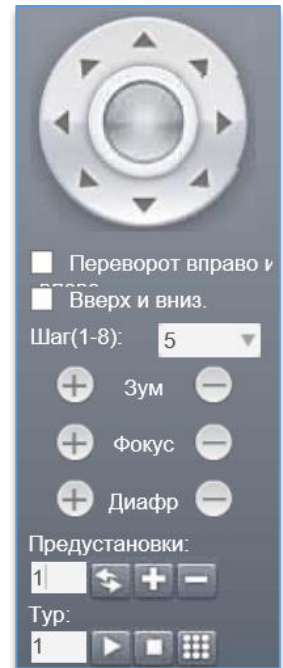 Переворот вправо и
Вверх и вниз.
Шаг(1-8): 5
Зум
Фокус
Диафр
Предустановки:
1
Тур:
1